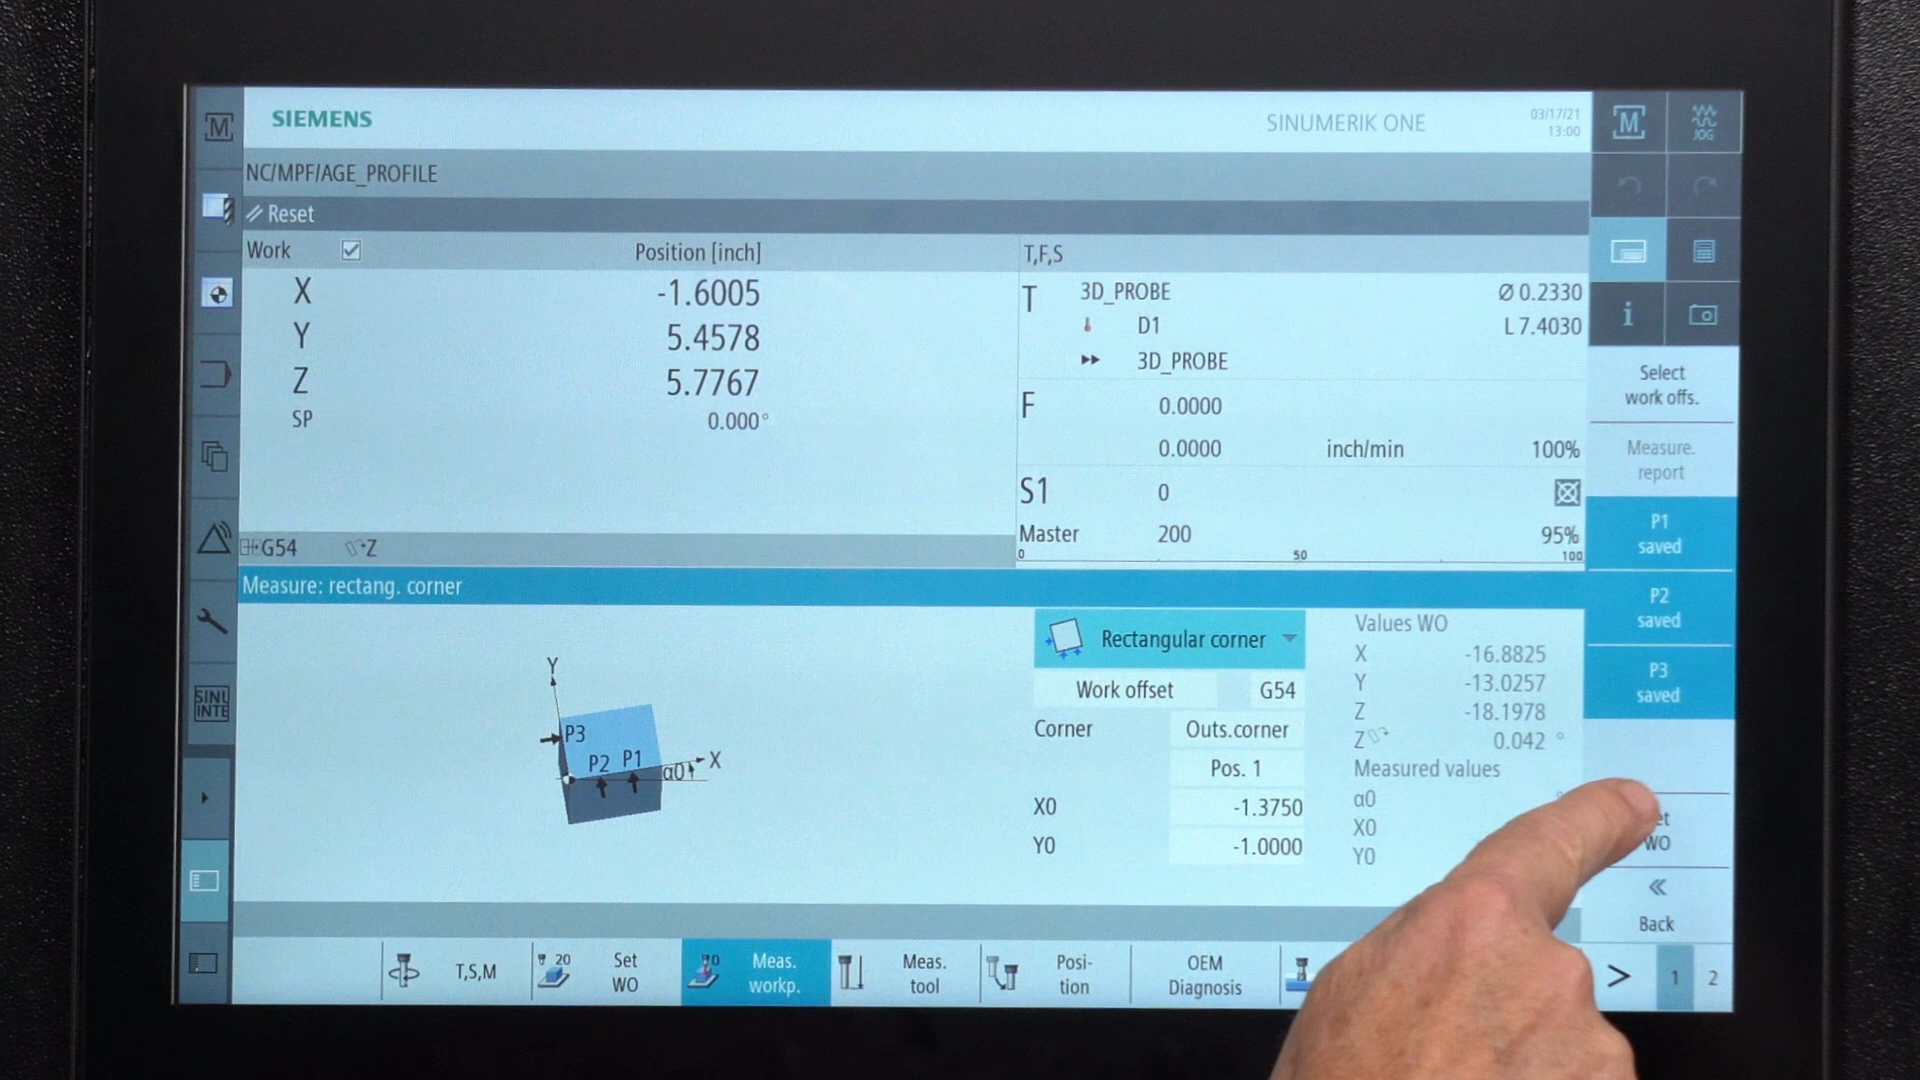 SIEMENS
SINUMERIK ONE
03/17/21
13:00
M
M
JOG
NC/MPF/AGE_PROFILE
Reset
Work
Position [inch]
T,F,S
X -1.6005
Y 5.4578
Z 5.7767
SP 0.000°
T 3D_PROBE Ø 0.2330
D1 L 7.4030
3D_PROBE
F 0.0000
0.0000 inch/min 100%
S1 0
Master 200 95%
0 50 100
G54 Z
Select
work offs.
Measure.
report
P1
saved
P2
saved
P3
saved
WO
«
Back
Measure: rectang. corner
Y
P3
P2 P1
X
α0
Rectangular corner
Work offset G54
Corner Outs.corner
Pos. 1
X0 -1.3750
Y0 -1.0000
Values WO
X -16.8825
Y -13.0257
Z -18.1978
Z 0.042 °
Measured values
α0 °
X0
Y0
SINU
INTE
T,S,M
20
Set
WO
Meas.
workp.
Meas.
tool
Posi-
tion
OEM
Diagnosis
> 1 2